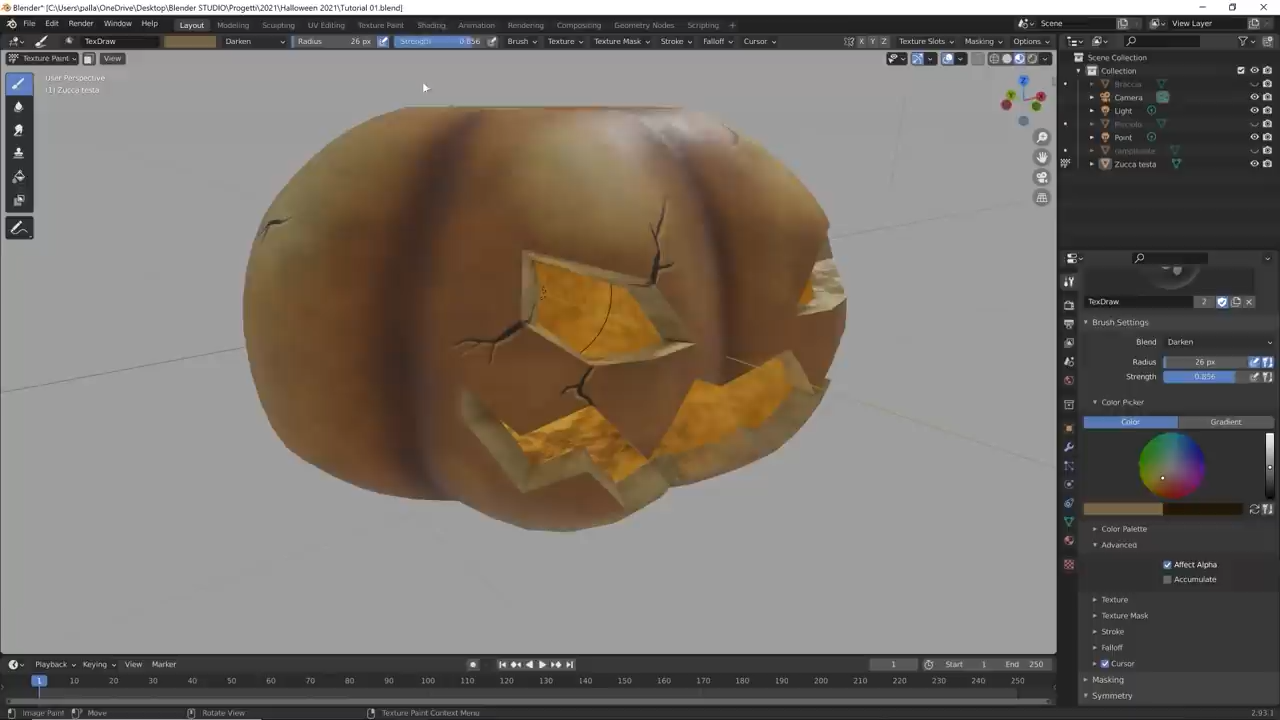 Blender* [C:\Users\palla\OneDrive\Desktop\Blender STUDIO\Progetti\2021\Halloween 2021\Tutorial 01.blend]
File Edit Render Window Help Layout Modeling Sculpting UV Editing Texture Paint Shading Animation Rendering Compositing Geometry Nodes Scripting + Scene View Layer
TexDraw Darken Radius 26 px Strength 0.856 Brush Texture Texture Mask Stroke Falloff Cursor X Y Z Texture Slots Masking Options
Texture Paint View
User Perspective
(1) Zucca testa
Scene Collection
Collection
Braccia
Camera
Light
Piccolo
Point
Zucca testa
TexDraw 2
Brush Settings
Blend Darken
Radius 26 px
Strength 0.856
Color Picker
Color Gradient
Color Palette
Advanced
Affect Alpha
Accumulate
Texture
Texture Mask
Stroke
Falloff
Cursor
Masking
Symmetry
Playback Keying View Marker 1 Start 1 End 250
1 10 20 30 40 50 60 70 80 90 100 110 120 130 140 150 160 170 180 190 200 210 220 230 240 250
Image Paint Move Rotate View Texture Paint Context Menu 2.93.1